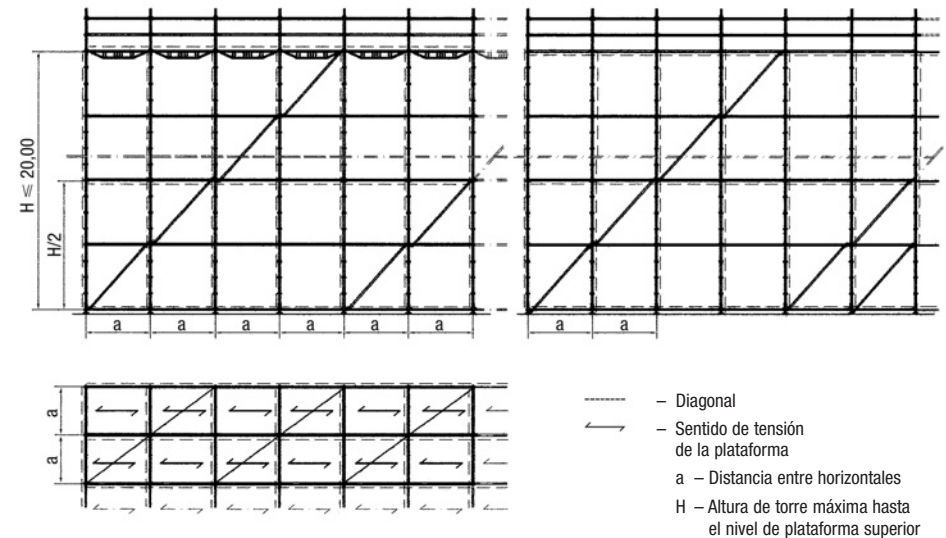 H ≤ 20,00
H/2
a a a a a a
a a
a
a
– Diagonal
– Sentido de tensión
de la plataforma
a – Distancia entre horizontales
H – Altura de torre máxima hasta
el nivel de plataforma superior